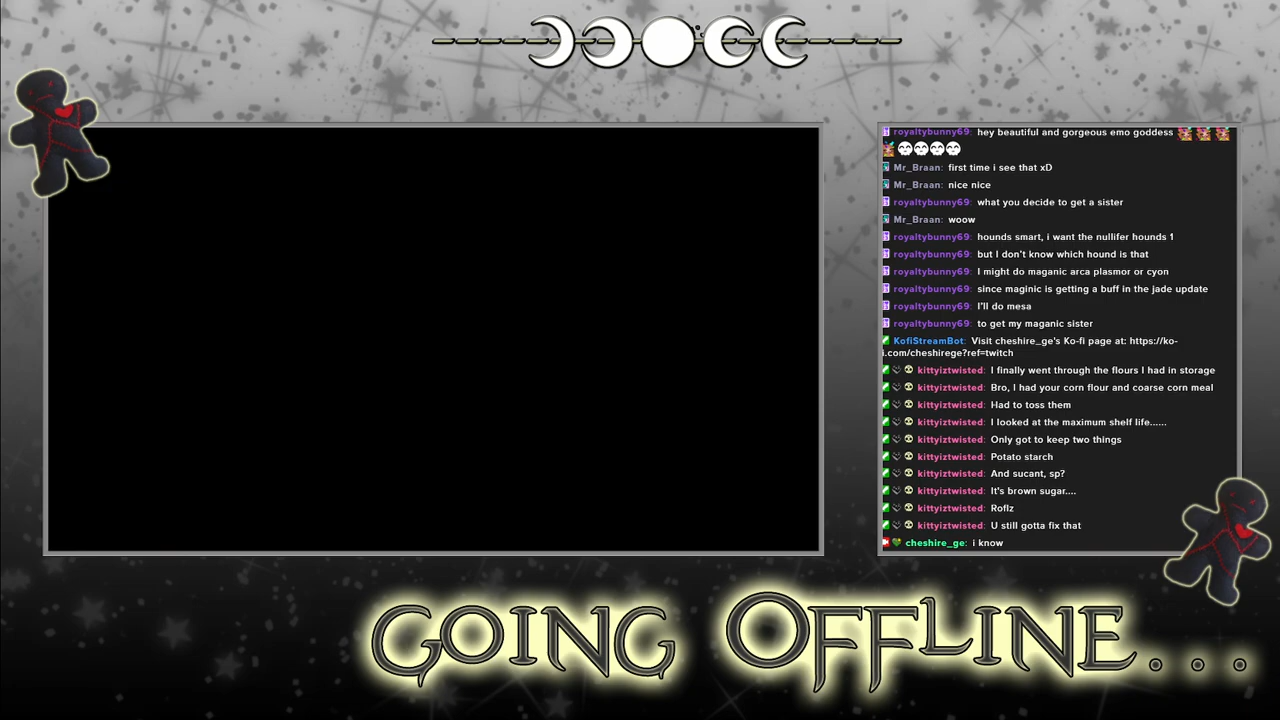 royaltybunny69: hey beautiful and gorgeous emo goddess
Mr_Braan: first time i see that xD
Mr_Braan: nice nice
royaltybunny69: what you decide to get a sister
Mr_Braan: woow
royaltybunny69: hounds smart, i want the nullifer hounds 1
royaltybunny69: but I don't know which hound is that
royaltybunny69: I might do maganic arca plasmor or cyon
royaltybunny69: since maginic is getting a buff in the jade update
royaltybunny69: I'll do mesa
royaltybunny69: to get my maganic sister
KofiStreamBot: Visit cheshire_ge's Ko-fi page at: https://ko-
i.com/cheshirege?ref=twitch
kittyiztwisted: I finally went through the flours I had in storage
kittyiztwisted: Bro, I had your corn flour and coarse corn meal
kittyiztwisted: Had to toss them
kittyiztwisted: I looked at the maximum shelf life......
kittyiztwisted: Only got to keep two things
kittyiztwisted: Potato starch
kittyiztwisted: And sucant, sp?
kittyiztwisted: It's brown sugar....
kittyiztwisted: Roflz
kittyiztwisted: U still gotta fix that
cheshire_ge: i know
GOING OFFLINE...